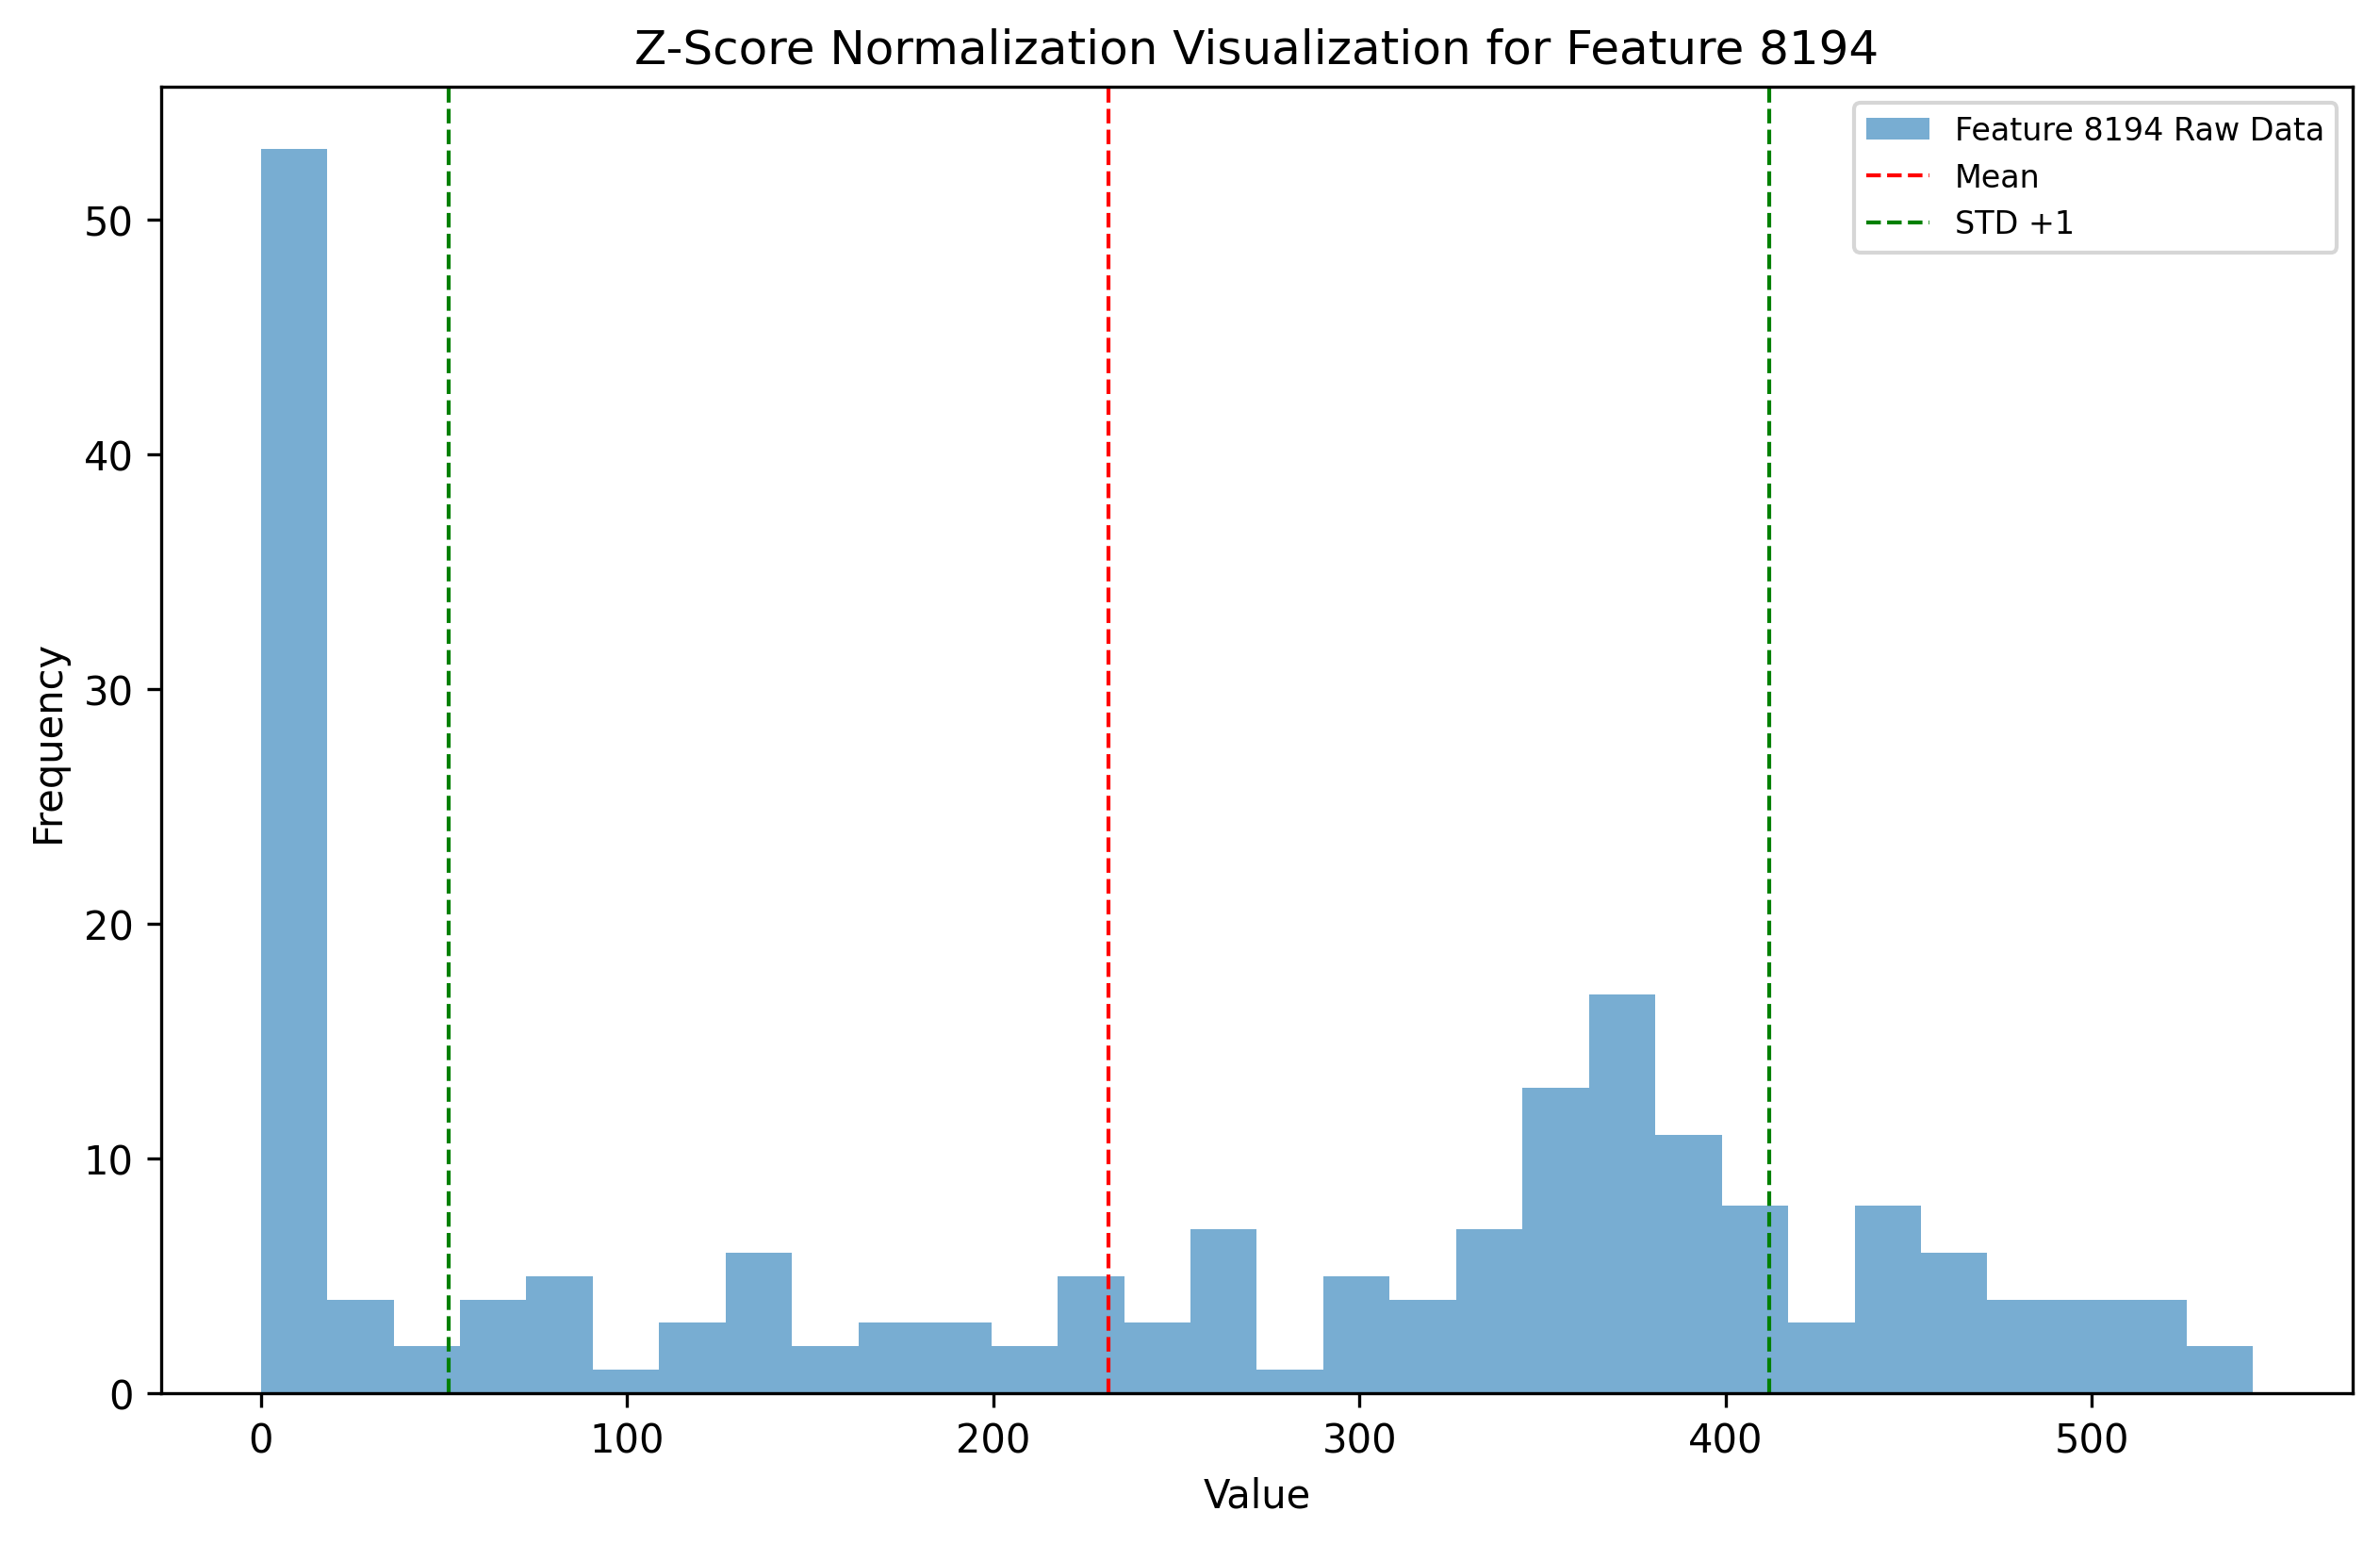 Z-Score Normalization Visualization for Feature 8194
Feature 8194 Raw Data
Mean
STD +1
50
40
30
20
10
0
Frequency
0 100 200 300 400 500
Value